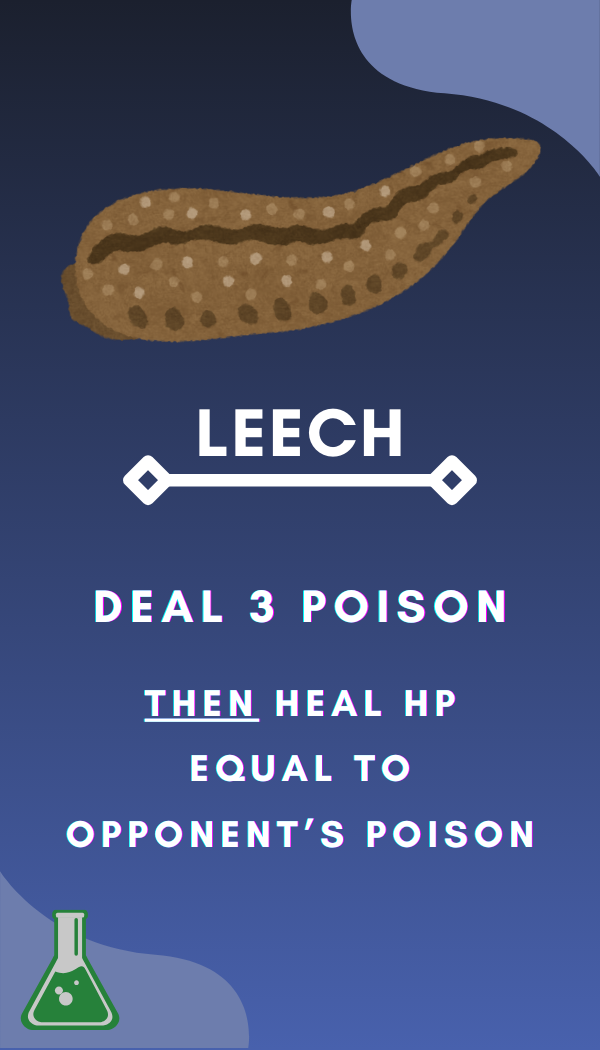 LEECH
DEAL 3 POISON
THEN HEAL HP
EQUAL TO
OPPONENT’S POISON